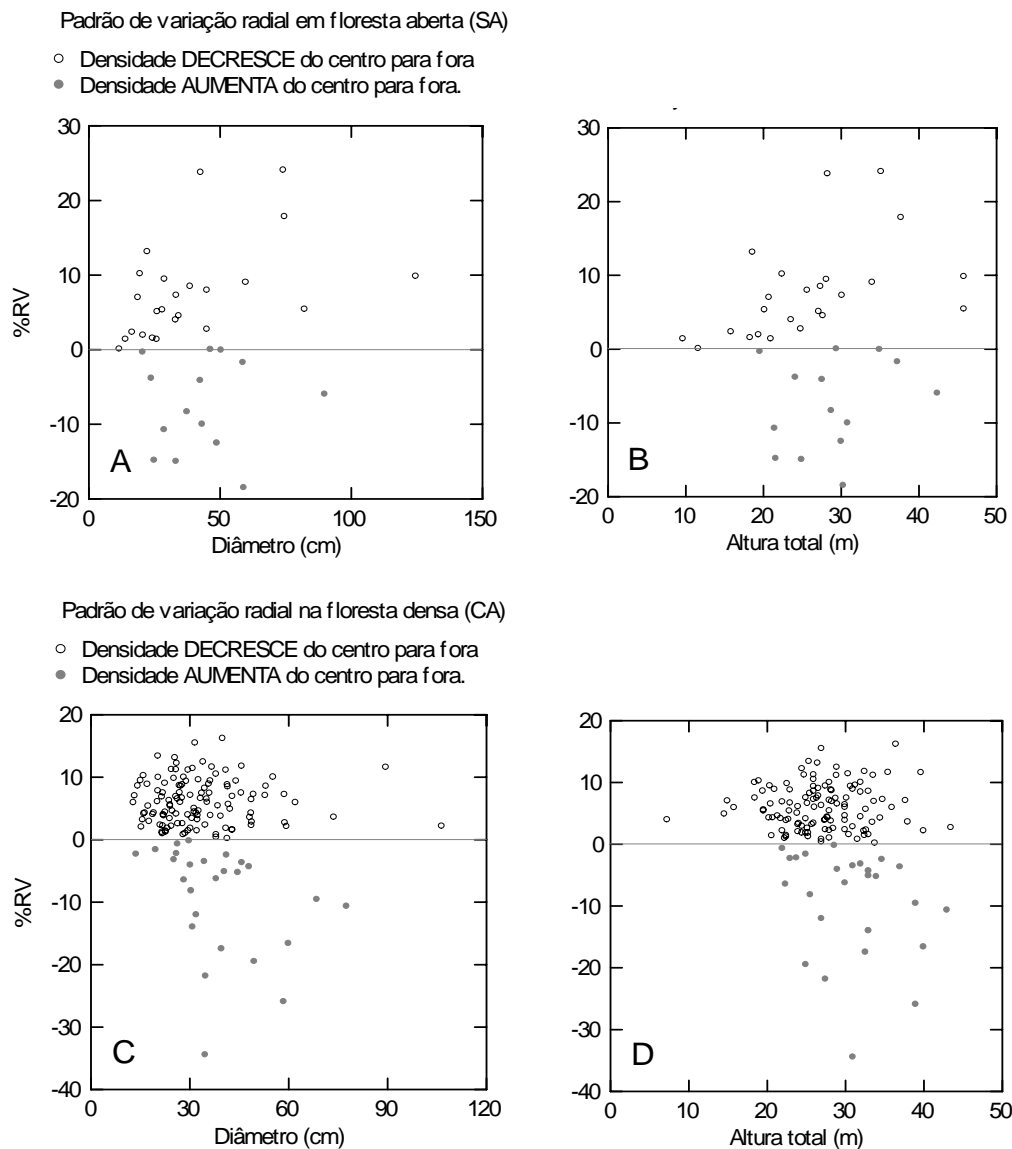 Padrão de variação radial em floresta aberta (SA)
Densidade DECRESCE do centro para fora
Densidade AUMENTA do centro para fora.
30
20
10
0
-10
-20
%RV
A
0
50
100
150
Diâmetro (cm)
30
20
10
0
-10
-20
B
0
10
20
30
40
50
Altura total (m)
Padrão de variação radial na floresta densa (CA)
Densidade DECRESCE do centro para fora
Densidade AUMENTA do centro para fora.
20
10
0
-10
-20
-30
-40
%RV
C
0
30
60
90
120
Diâmetro (cm)
20
10
0
-10
-20
-30
-40
D
0
10
20
30
40
50
Altura total (m)